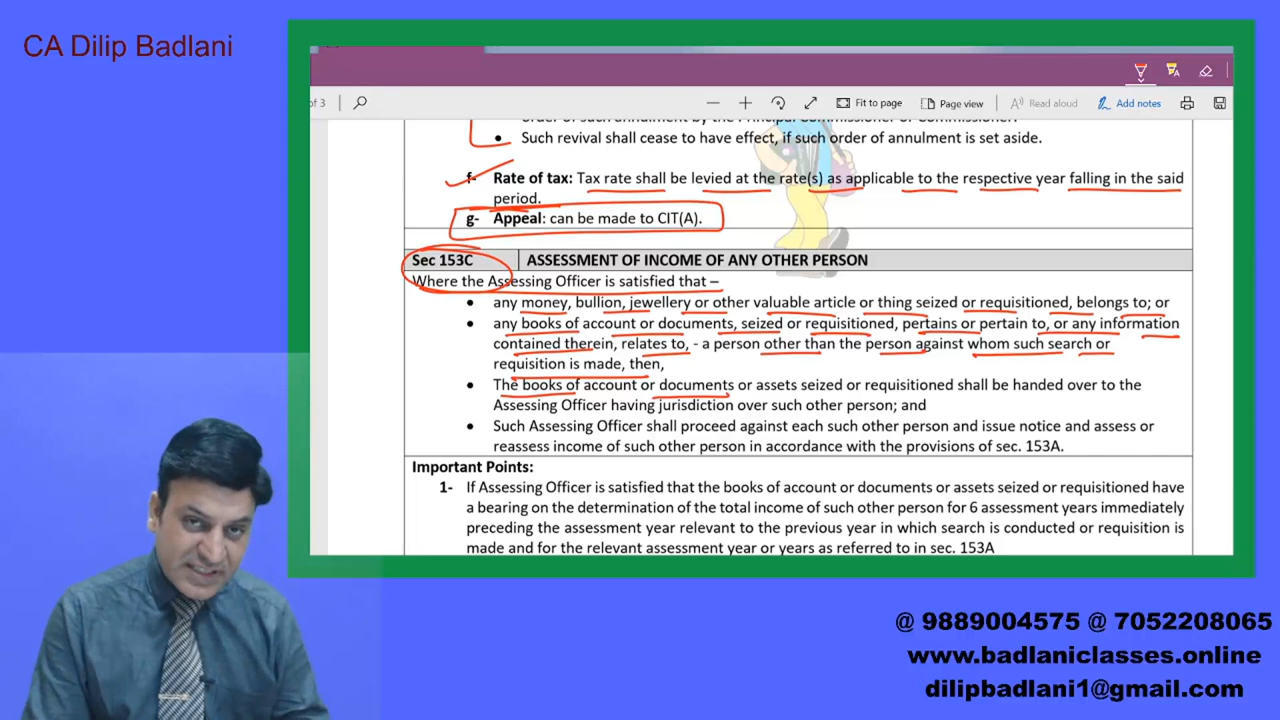 CA Dilip Badlani
of 3
Fit to page
Page view
Read aloud
Add notes
Order of such annulment by the Principal Commissioner or Commissioner.
• Such revival shall cease to have effect, if such order of annulment is set aside.
f- Rate of tax: Tax rate shall be levied at the rate(s) as applicable to the respective year falling in the said
period.
g- Appeal: can be made to CIT(A).
Sec 153C ASSESSMENT OF INCOME OF ANY OTHER PERSON
Where the Assessing Officer is satisfied that –
• any money, bullion, jewellery or other valuable article or thing seized or requisitioned, belongs to; or
• any books of account or documents, seized or requisitioned, pertains or pertain to, or any information
contained therein, relates to, - a person other than the person against whom such search or
requisition is made, then,
• The books of account or documents or assets seized or requisitioned shall be handed over to the
Assessing Officer having jurisdiction over such other person; and
• Such Assessing Officer shall proceed against each such other person and issue notice and assess or
reassess income of such other person in accordance with the provisions of sec. 153A.
Important Points:
1- If Assessing Officer is satisfied that the books of account or documents or assets seized or requisitioned have
a bearing on the determination of the total income of such other person for 6 assessment years immediately
preceding the assessment year relevant to the previous year in which search is conducted or requisition is
made and for the relevant assessment year or years as referred to in sec. 153A
@ 9889004575 @ 7052208065
www.badlaniclasses.online
dilipbadlani1@gmail.com